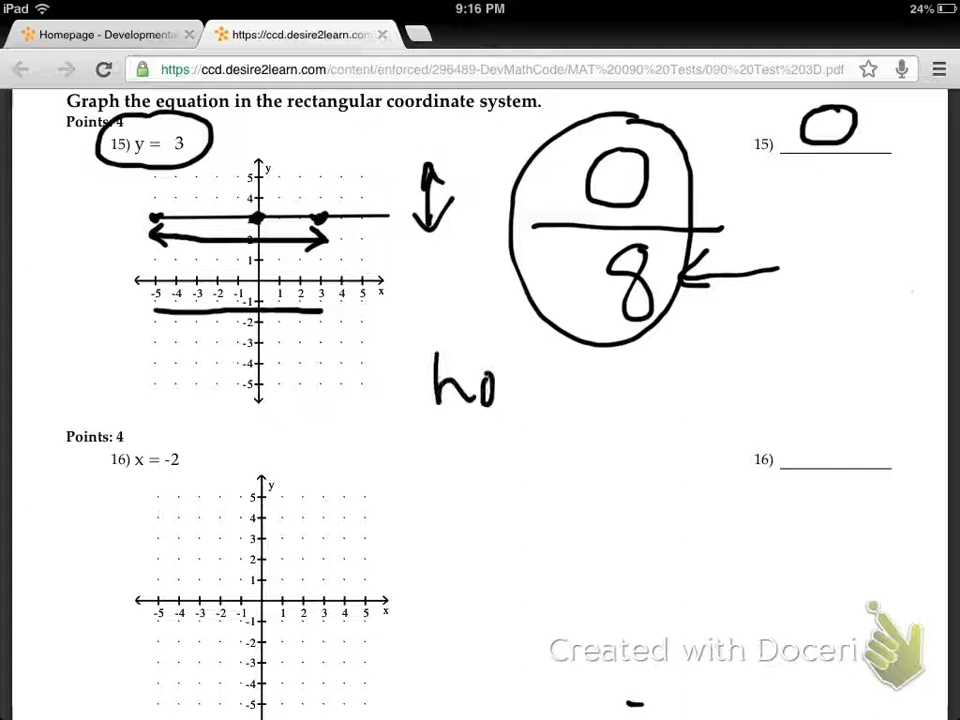 iPad 9:16 PM 24%
Homepage - Developmenta https://ccd.desire2learn.com
https://ccd.desire2learn.com/content/enforced/296489-DevMathCode/MAT%20090%20Tests/090%20Test%203D.pdf
Graph the equation in the rectangular coordinate system.
Points: 4
15) y = 3
15) 0
y
5
4
2
1
-5 -4 -3 -2 -1 1 2 3 4 5 x
-1
-2
-3
-4
-5
0
8
ho
Points: 4
16) x = -2
16)
y
5
4
3
2
1
-5 -4 -3 -2 -1 1 2 3 4 5 x
-1
-2
-3
-4
-5
Created with Doceri